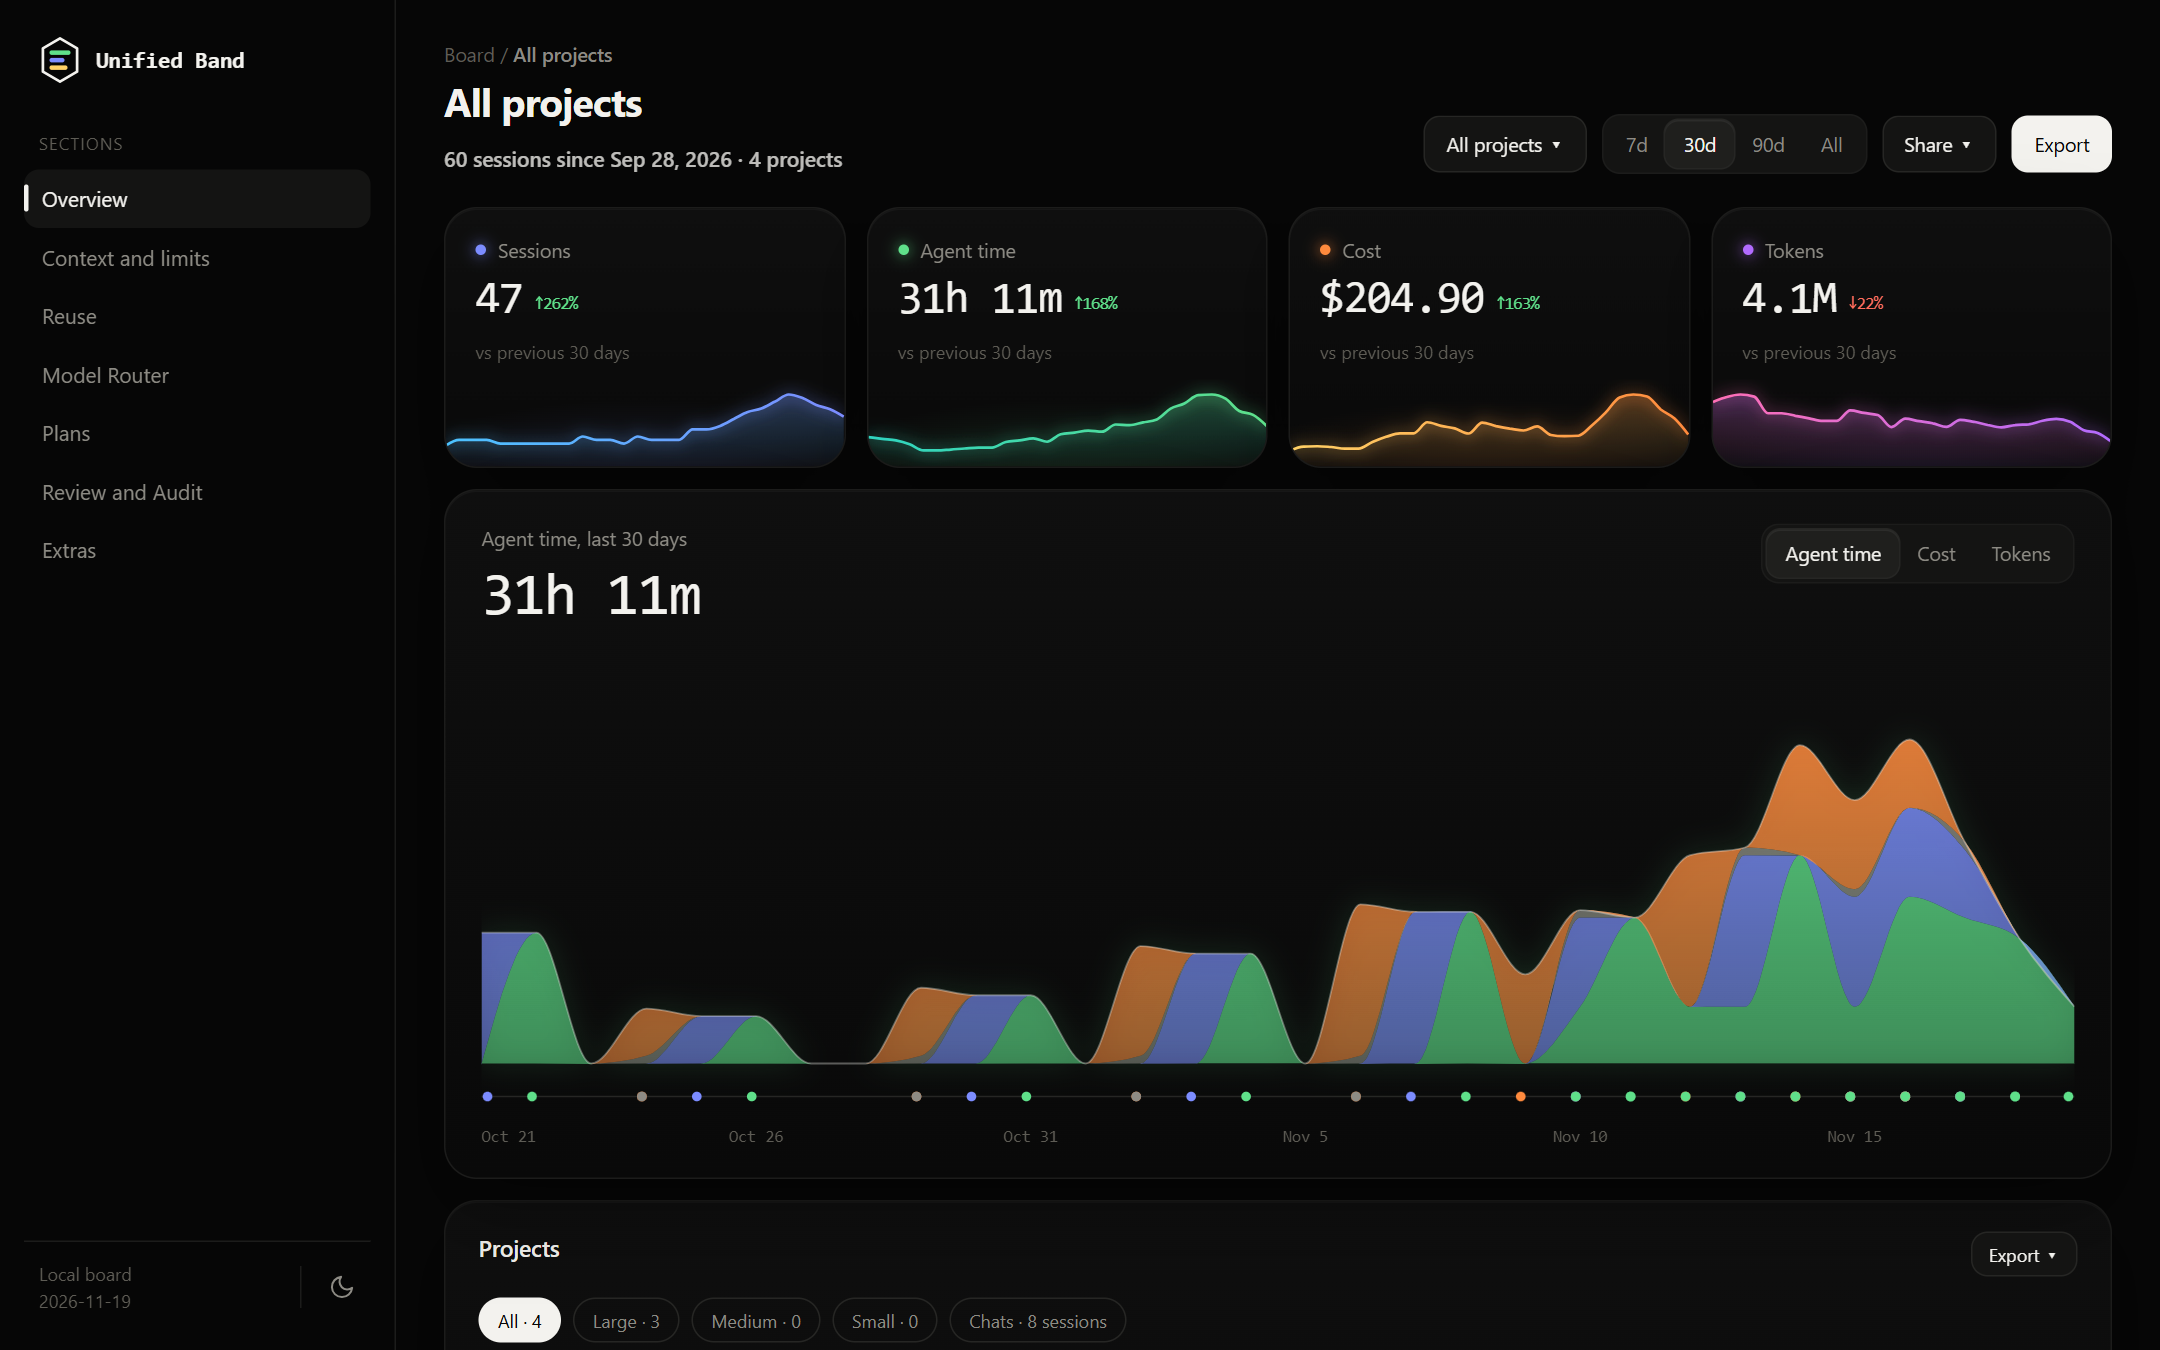 Unified Band
SECTIONS
Overview
Context and limits
Reuse
Model Router
Plans
Review and Audit
Extras
Local board
2026-11-19
Board / All projects
All projects
60 sessions since Sep 28, 2026 · 4 projects
All projects ▾
7d 30d 90d All
Share ▾
Export
Sessions
47 ↑262%
vs previous 30 days
Agent time
31h 11m ↑168%
vs previous 30 days
Cost
$204.90 ↑163%
vs previous 30 days
Tokens
4.1M ↓22%
vs previous 30 days
Agent time, last 30 days
31h 11m
Agent time Cost Tokens
Oct 21 Oct 26 Oct 31 Nov 5 Nov 10 Nov 15
Projects
Export ▾
All · 4 Large · 3 Medium · 0 Small · 0 Chats · 8 sessions